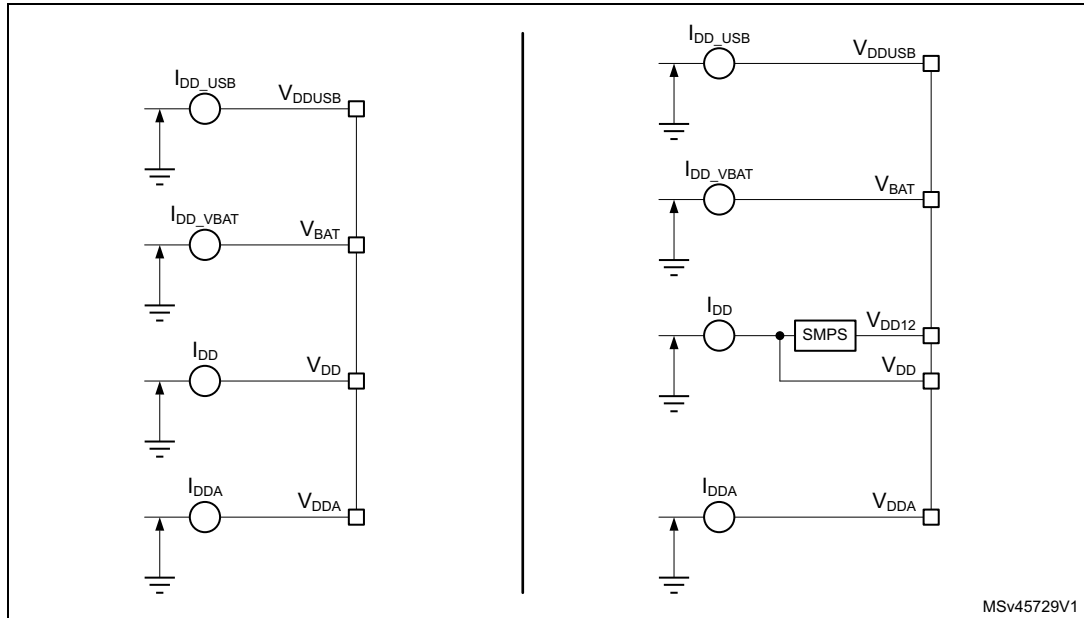 I_DD_USB
V_DDUSB
I_DD_VBAT
V_BAT
I_DD
V_DD
I_DDA
V_DDA
I_DD_USB
V_DDUSB
I_DD_VBAT
V_BAT
I_DD
SMPS
V_DD12
V_DD
I_DDA
V_DDA
MSv45729V1